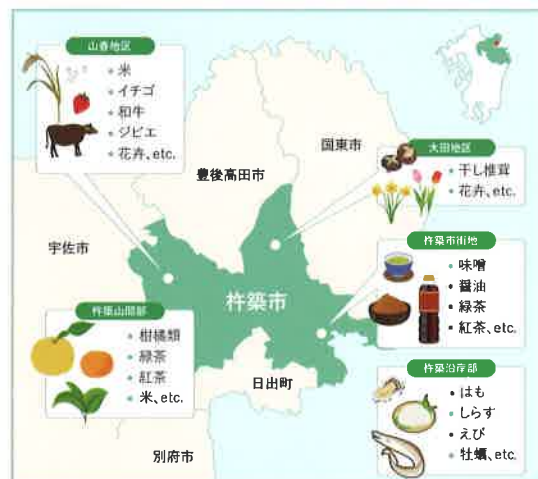 山香地区
• 米
• イチゴ
• 和牛
• ジビエ
• 花卉、etc.
国東市
大田地区
• 干し椎茸
• 花卉、etc.
豊後高田市
宇佐市
杵築市街地
• 味噌
• 醤油
• 緑茶
• 紅茶、etc.
杵築市
杵築山間部
• 柑橘類
• 緑茶
• 紅茶
• 米、etc.
日出町
杵築沿岸部
• はも
• しらす
• えび
• 牡蠣、etc.
別府市